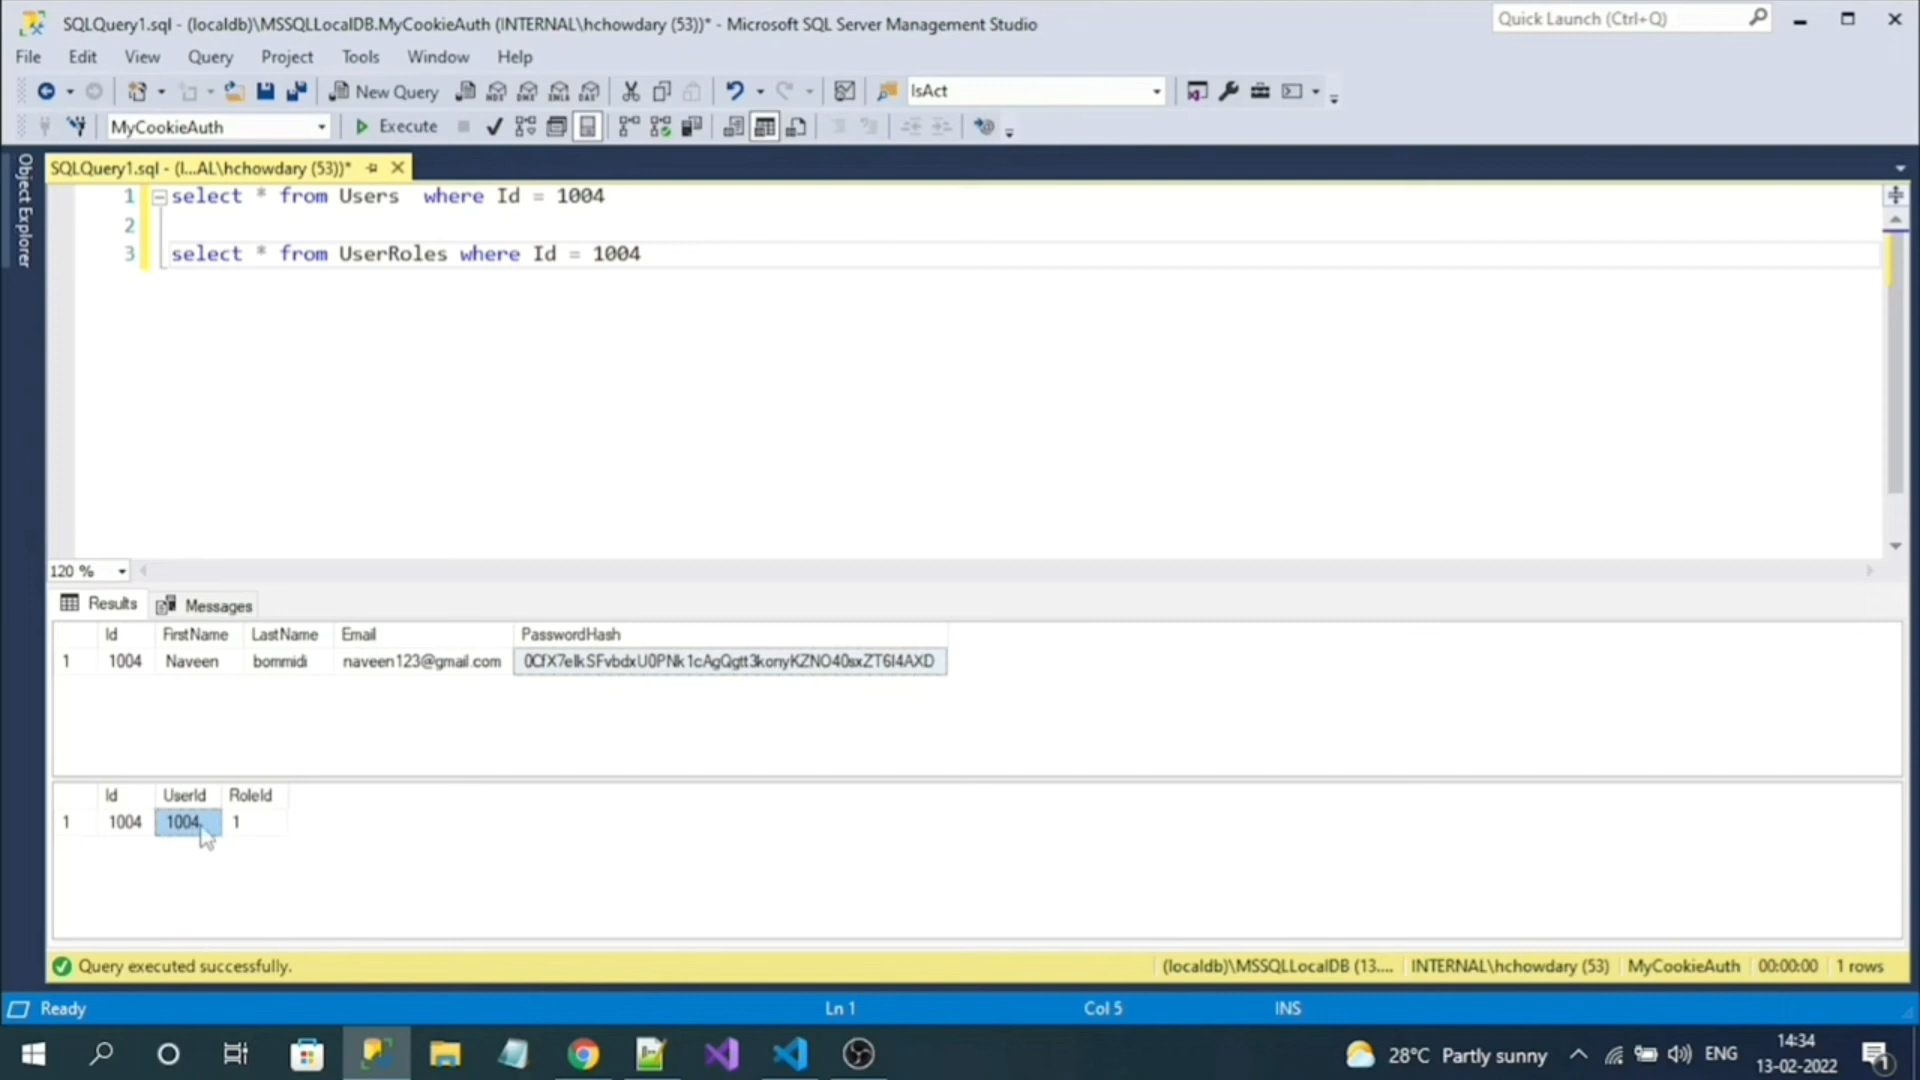 SQLQuery1.sql - (localdb)\MSSQLLocalDB.MyCookieAuth (INTERNAL\hchowdary (53))* - Microsoft SQL Server Management Studio
Quick Launch (Ctrl+Q)
File Edit View Query Project Tools Window Help
New Query
IsAct
MyCookieAuth
Execute
Object Explorer
SQLQuery1.sql - (l...AL\hchowdary (53))*
1 select * from Users  where Id = 1004
2
3 select * from UserRoles where Id = 1004
120 %
Results Messages
Id FirstName LastName Email PasswordHash
1 1004 Naveen bommidi naveen123@gmail.com
Id UserId RoleId
1 1004 1004 1
Query executed successfully.
(localdb)\MSSQLLocalDB (13.... INTERNAL\hchowdary (53) MyCookieAuth 00:00:00 1 rows
Ready Ln 1 Col 5 INS
28°C Partly sunny ENG
14:34
13-02-2022
1